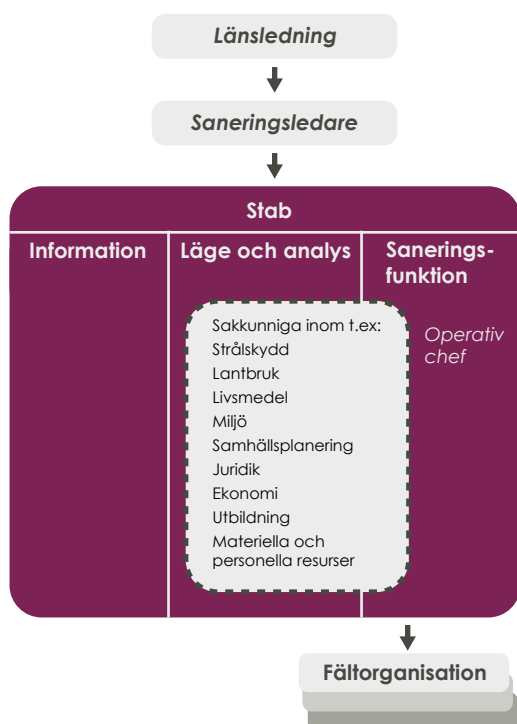 Länsledning
Saneringsledare
Stab
Information
Läge och analys
Sanerings-
funktion
Operativ
chef
Sakkunniga inom t.ex:
Strålskydd
Lantbruk
Livsmedel
Miljö
Samhällsplanering
Juridik
Ekonomi
Utbildning
Materiella och
personella resurser
Fältorganisation